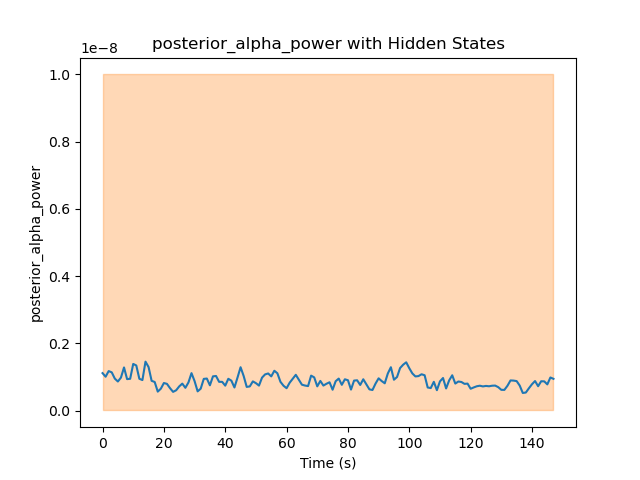 posterior_alpha_power with Hidden States
1e−8
1.0
0.8
0.6
0.4
0.2
0.0
posterior_alpha_power
0 20 40 60 80 100 120 140
Time (s)